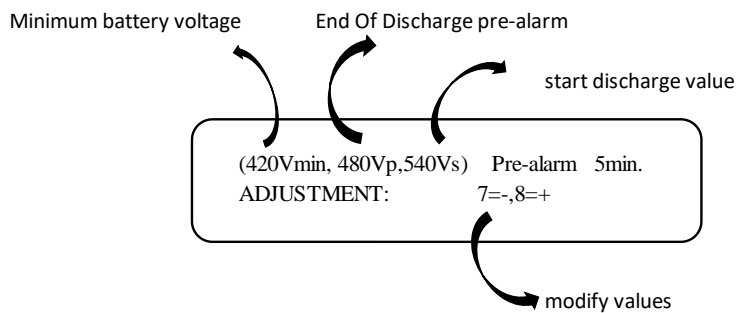 Minimum battery voltage
End Of Discharge pre-alarm
start discharge value
(420Vmin, 480Vp,540Vs) Pre-alarm 5min.
ADJUSTMENT: 7=-,8=+
modify values